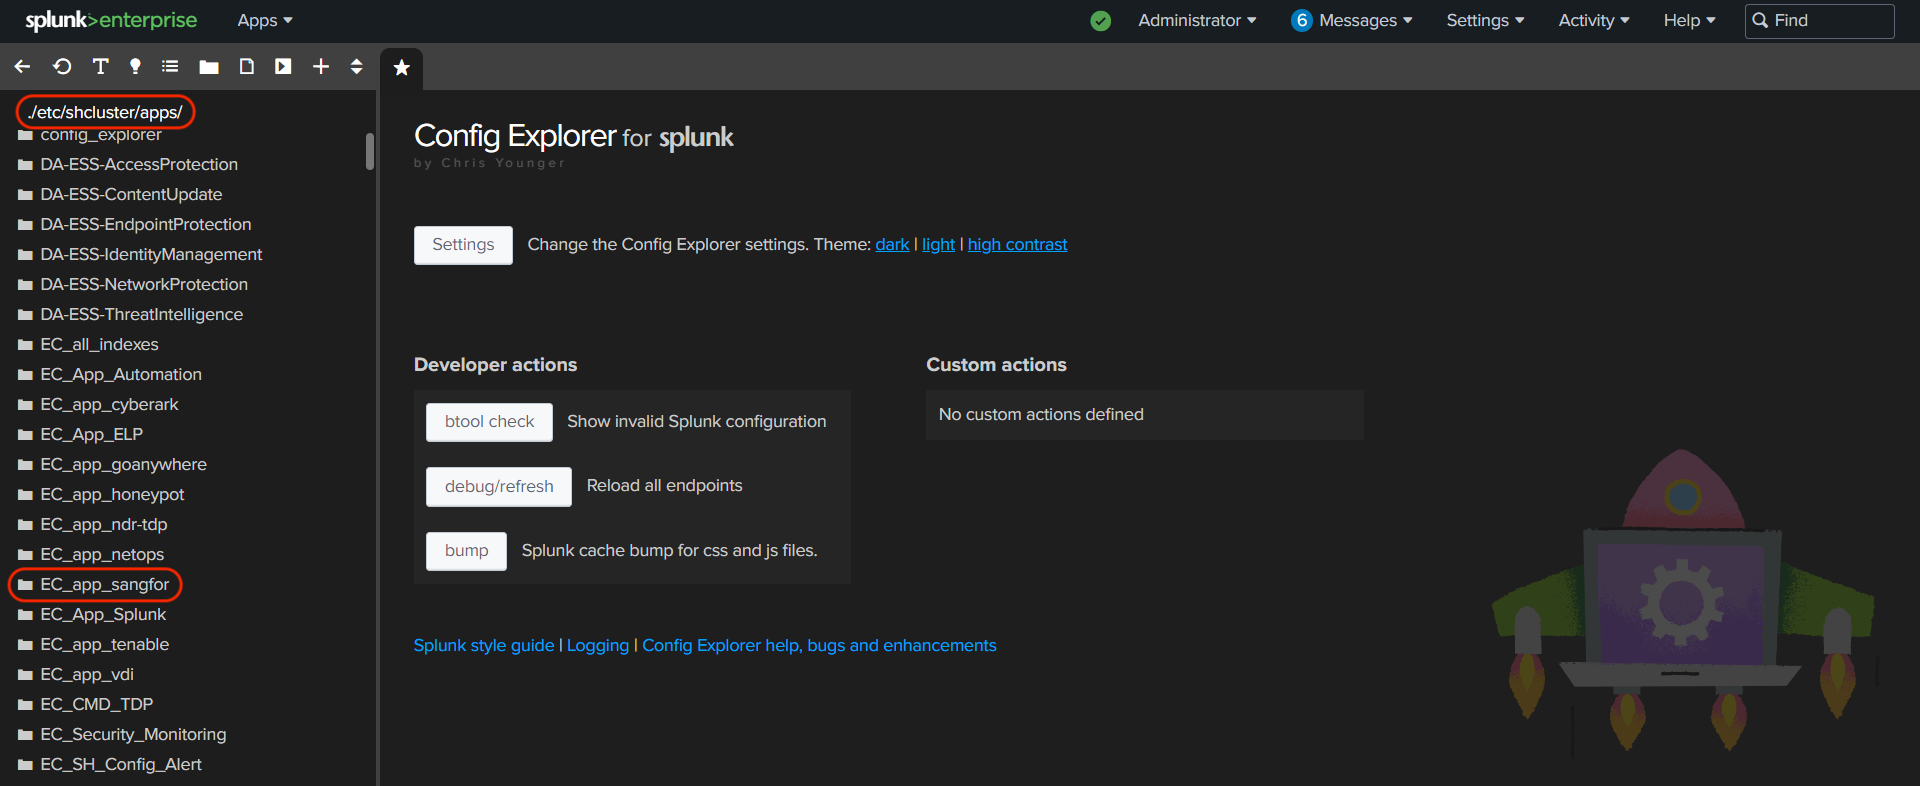 splunk>enterprise Apps Administrator 6 Messages Settings Activity Help Find
./etc/shcluster/apps/
config_explorer
DA-ESS-AccessProtection
DA-ESS-ContentUpdate
DA-ESS-EndpointProtection
DA-ESS-IdentityManagement
DA-ESS-NetworkProtection
DA-ESS-ThreatIntelligence
EC_all_indexes
EC_App_Automation
EC_app_cyberark
EC_App_ELP
EC_app_goanywhere
EC_app_honeypot
EC_app_ndr-tdp
EC_app_netops
EC_app_sangfor
EC_App_Splunk
EC_app_tenable
EC_app_vdi
EC_CMD_TDP
EC_Security_Monitoring
EC_SH_Config_Alert
Config Explorer for splunk
by Chris Younger
Settings Change the Config Explorer settings. Theme: dark | light | high contrast
Developer actions
btool check Show invalid Splunk configuration
debug/refresh Reload all endpoints
bump Splunk cache bump for css and js files.
Custom actions
No custom actions defined
Splunk style guide | Logging | Config Explorer help, bugs and enhancements